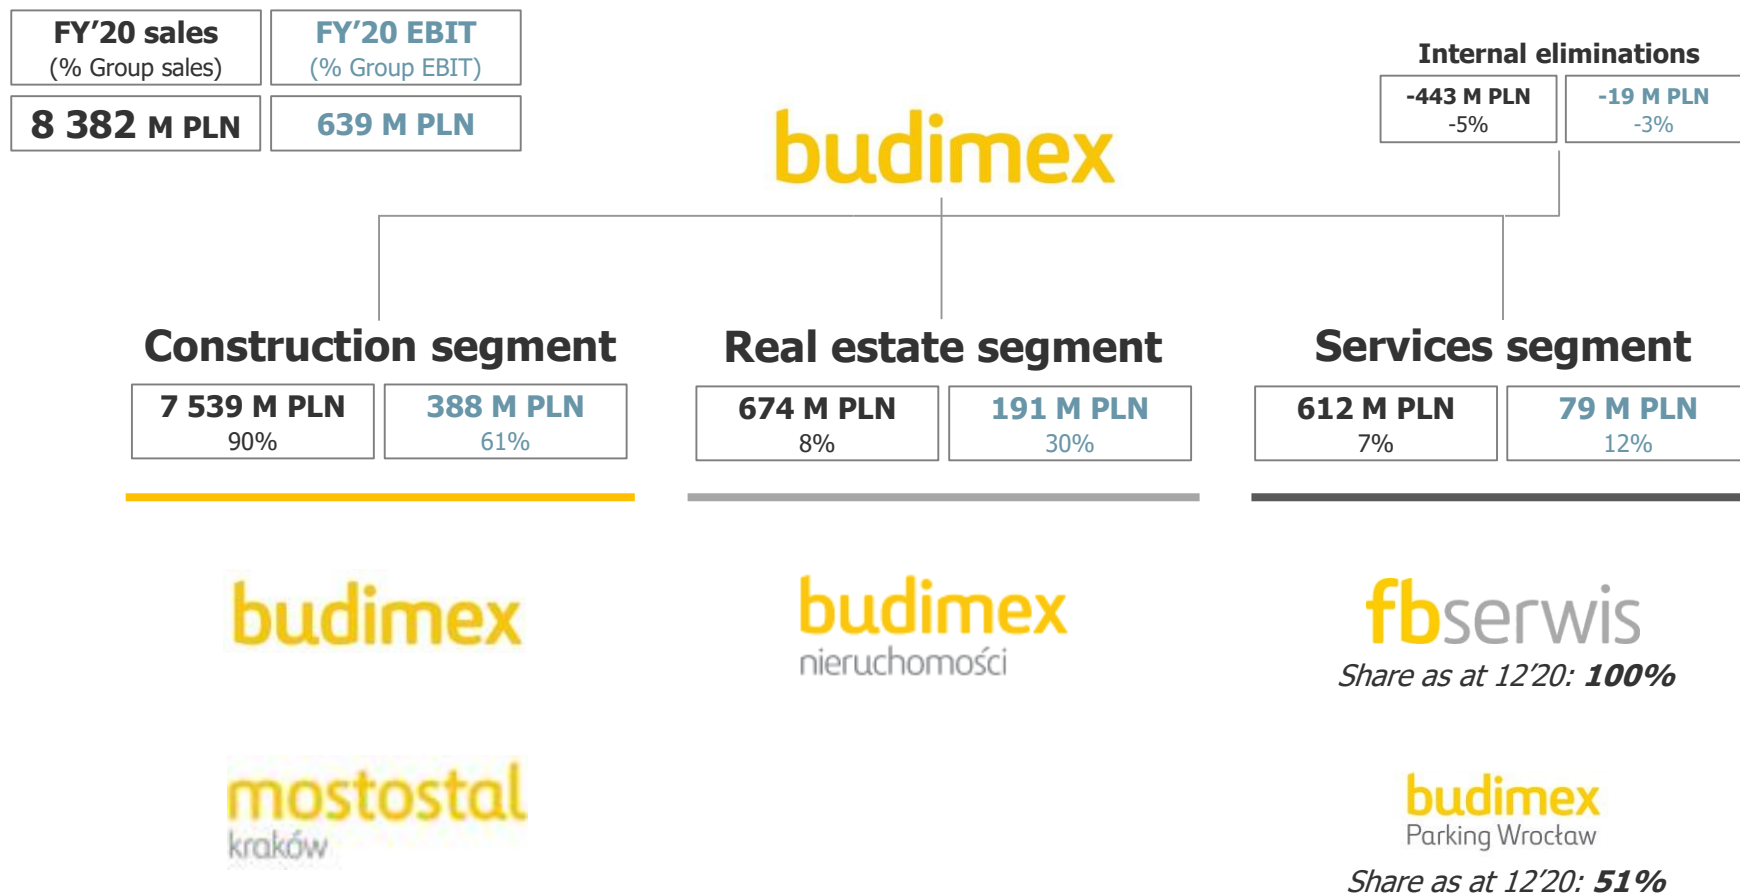 FY’20 sales
(% Group sales)
FY’20 EBIT
(% Group EBIT)
8 382 M PLN
639 M PLN
Internal eliminations
-443 M PLN
-5%
-19 M PLN
-3%
budimex
Construction segment
7 539 M PLN
90%
388 M PLN
61%
Real estate segment
674 M PLN
8%
191 M PLN
30%
Services segment
612 M PLN
7%
79 M PLN
12%
budimex
mostostal
kraków
budimex
nieruchomości
fbserwis
Share as at 12’20: 100%
budimex
Parking Wrocław
Share as at 12’20: 51%